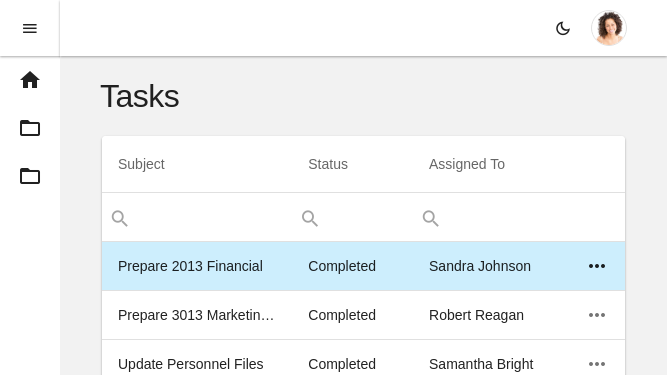 Tasks
Subject Status Assigned To
Prepare 2013 Financial Completed Sandra Johnson
Prepare 3013 Marketin… Completed Robert Reagan
Update Personnel Files Completed Samantha Bright